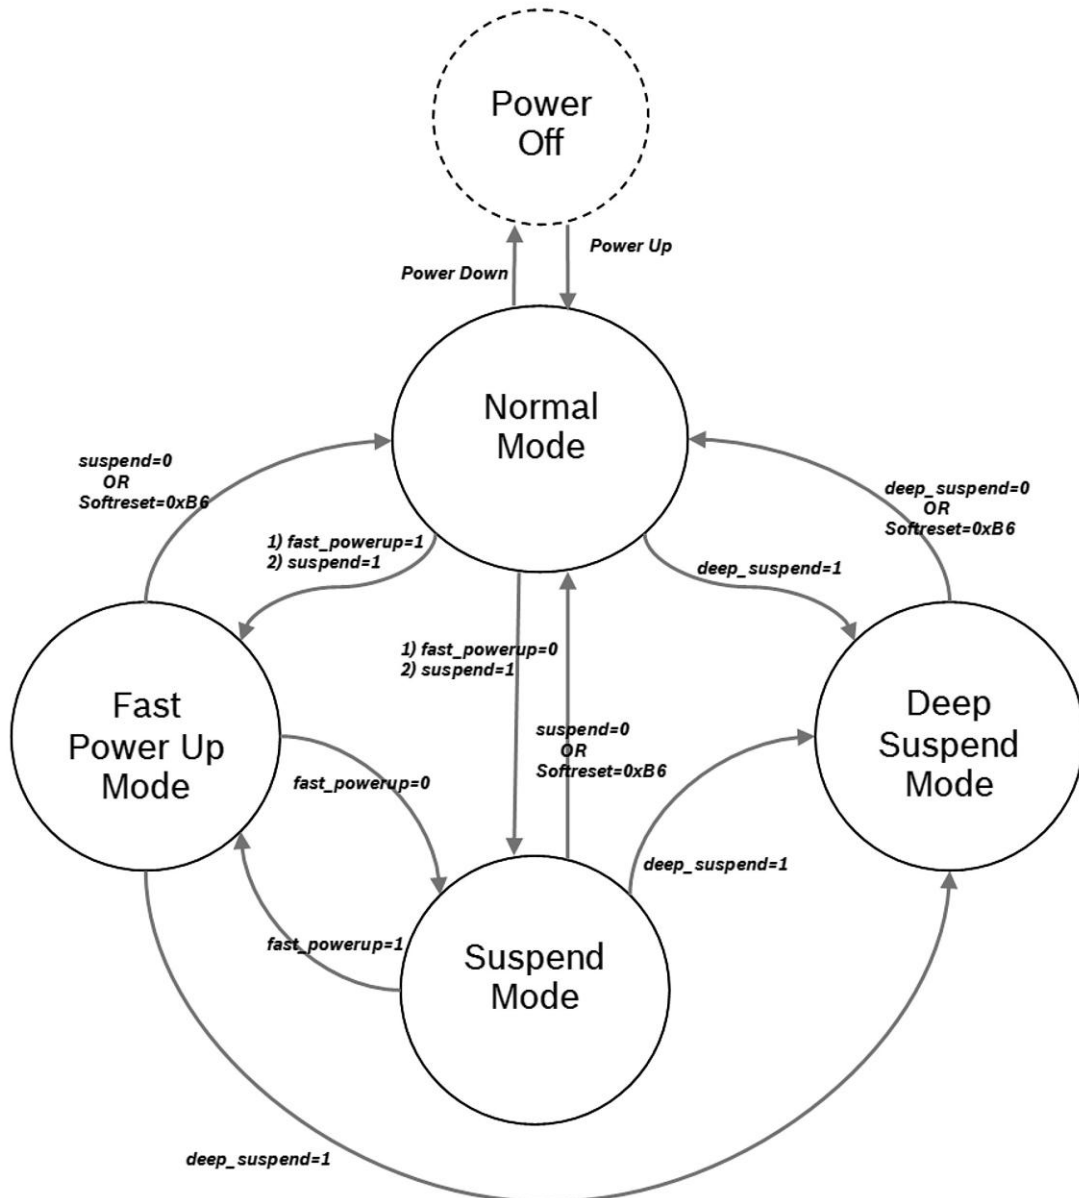 Power
Off
Power Up
Power Down
Normal
Mode
suspend=0
OR
Softreset=0xB6
deep_suspend=0
OR
Softreset=0xB6
1) fast_powerup=1
2) suspend=1
deep_suspend=1
1) fast_powerup=0
2) suspend=1
Fast
Power Up
Mode
Deep
Suspend
Mode
suspend=0
OR
Softreset=0xB6
fast_powerup=0
deep_suspend=1
fast_powerup=1
Suspend
Mode
deep_suspend=1